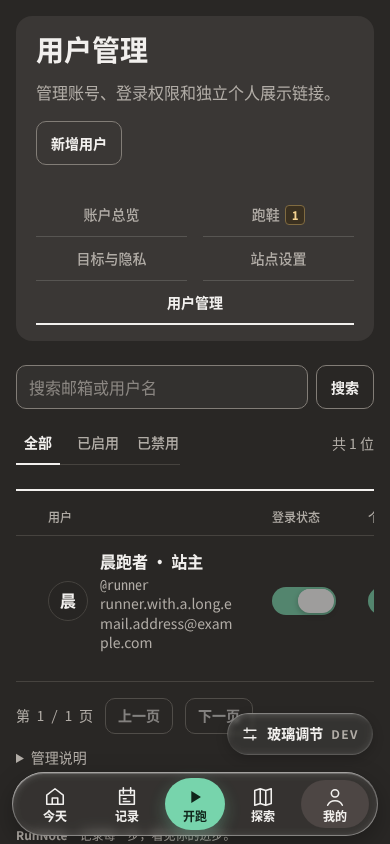 用户管理
管理账号、登录权限和独立个人展示链接。
新增用户
账户总览
跑鞋 1
目标与隐私
站点设置
用户管理
搜索邮箱或用户名
搜索
全部 已启用 已禁用 共 1 位
用户 登录状态
晨
晨跑者 · 站主
@runner
runner.with.a.long.e
mail.address@exam
ple.com
第 1 / 1 页 上一页 下一页
玻璃调节 DEV
管理说明
今天 记录 开跑 探索 我的
RunNote